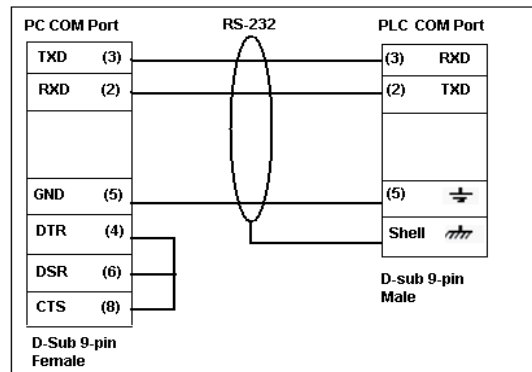 PC COM Port
RS-232
PLC COM Port
TXD (3)
(3) RXD
RXD (2)
(2) TXD
GND (5)
(5)
DTR (4)
Shell
DSR (6)
CTS (8)
D-sub 9-pin
Male
D-Sub 9-pin
Female